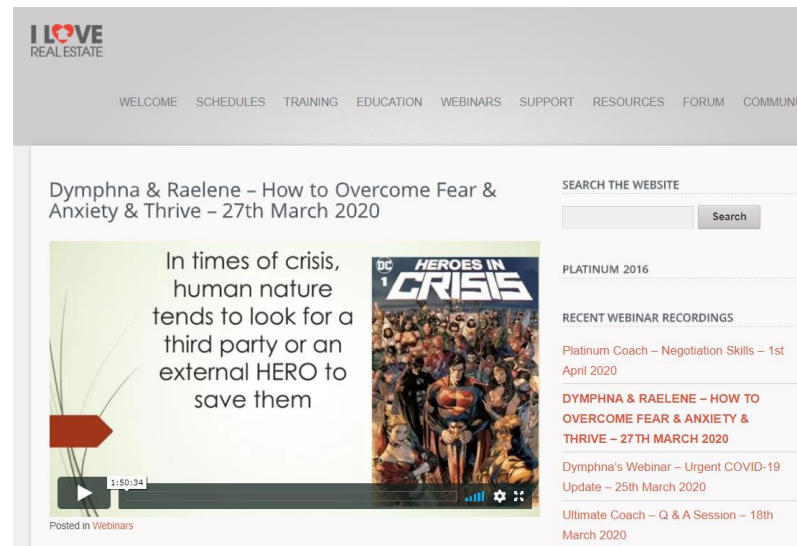 I LOVE
REAL ESTATE
WELCOME SCHEDULES TRAINING EDUCATION WEBINARS SUPPORT RESOURCES FORUM COMMUNI
Dymphna & Raelene – How to Overcome Fear &
Anxiety & Thrive – 27th March 2020
In times of crisis,
human nature
tends to look for a
third party or an
external HERO to
save them
DC
1
HEROES IN
CRISIS
1:50:34
Posted in Webinars
SEARCH THE WEBSITE
Search
PLATINUM 2016
RECENT WEBINAR RECORDINGS
Platinum Coach – Negotiation Skills – 1st
April 2020
DYMPHNA & RAELENE – HOW TO
OVERCOME FEAR & ANXIETY &
THRIVE – 27TH MARCH 2020
Dymphna's Webinar – Urgent COVID-19
Update – 25th March 2020
Ultimate Coach – Q & A Session – 18th
March 2020